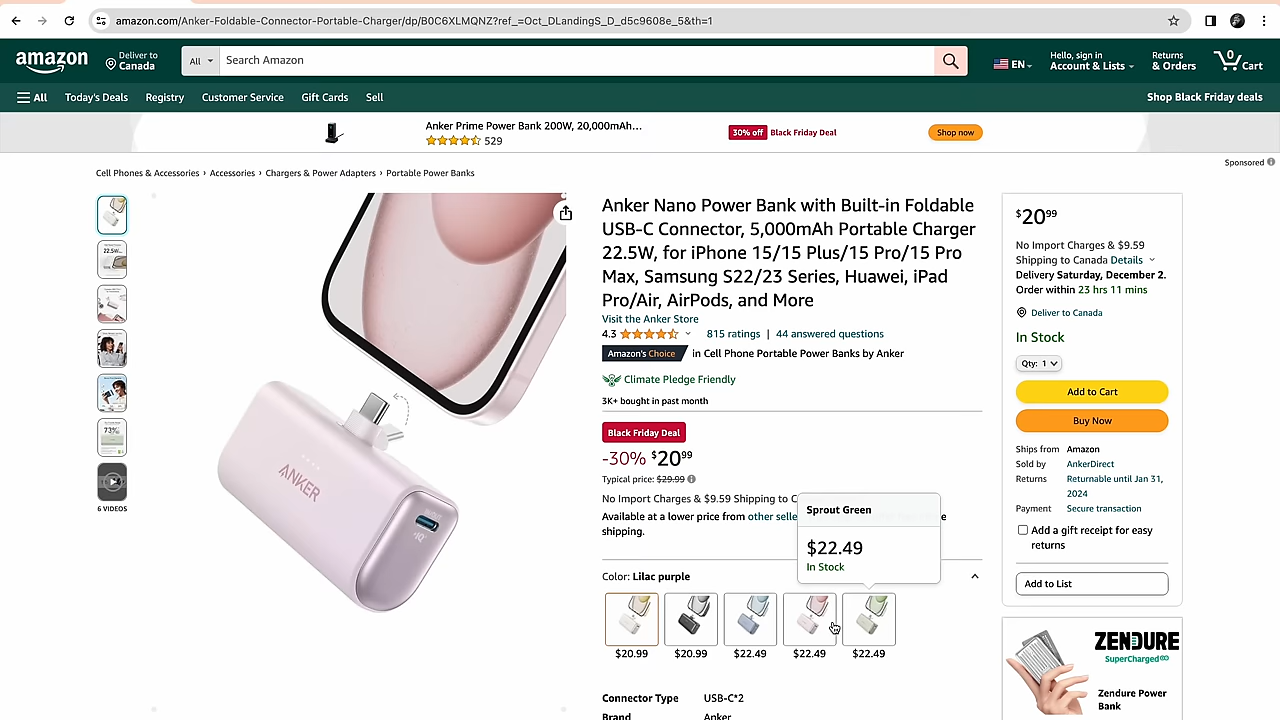 amazon.com/Anker-Foldable-Connector-Portable-Charger/dp/B0C6XLMQNZ?ref_=Oct_DLandingS_D_d5c9608e_5&th=1
amazon
Deliver to
Canada
All
Search Amazon
EN
Hello, sign in
Account & Lists
Returns
& Orders
0
Cart
All
Today's Deals
Registry
Customer Service
Gift Cards
Sell
Shop Black Friday deals
Anker Prime Power Bank 200W, 20,000mAh...
529
30% off
Black Friday Deal
Shop now
Sponsored
Cell Phones & Accessories › Accessories › Chargers & Power Adapters › Portable Power Banks
22.5W
73%
6 VIDEOS
ANKER
INPUT
Anker Nano Power Bank with Built-in Foldable
USB-C Connector, 5,000mAh Portable Charger
22.5W, for iPhone 15/15 Plus/15 Pro/15 Pro
Max, Samsung S22/23 Series, Huawei, iPad
Pro/Air, AirPods, and More
Visit the Anker Store
4.3
815 ratings | 44 answered questions
Amazon's Choice in Cell Phone Portable Power Banks by Anker
Climate Pledge Friendly
3K+ bought in past month
Black Friday Deal
-30% $20 99
Typical price: $29.99
No Import Charges & $9.59 Shipping to C
Available at a lower price from other selle
shipping.
Sprout Green
$22.49
In Stock
Color: Lilac purple
$20.99
$20.99
$22.49
$22.49
$22.49
Connector Type USB-C*2
Brand Anker
$20 99
No Import Charges & $9.59
Shipping to Canada Details
Delivery Saturday, December 2.
Order within 23 hrs 11 mins
Deliver to Canada
In Stock
Qty: 1
Add to Cart
Buy Now
Ships from Amazon
Sold by AnkerDirect
Returns Returnable until Jan 31,
2024
Payment Secure transaction
Add a gift receipt for easy
returns
Add to List
ZENDURE
SuperCharged
Zendure Power
Bank